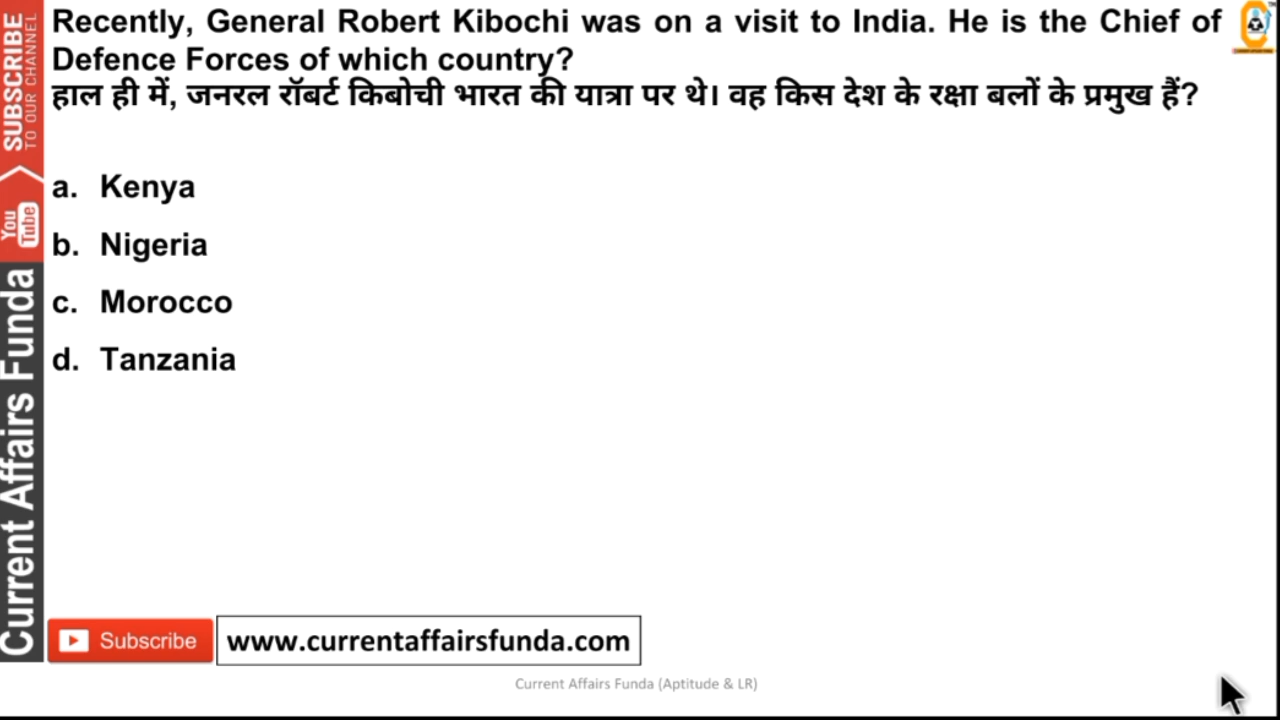 Recently, General Robert Kibochi was on a visit to India. He is the Chief of
Defence Forces of which country?
हाल ही में, जनरल रॉबर्ट किबोची भारत की यात्रा पर थे। वह किस देश के रक्षा बलों के प्रमुख हैं?
a. Kenya
b. Nigeria
c. Morocco
d. Tanzania
SUBSCRIBE
TO OUR CHANNEL
You
Tube
Current Affairs Funda
Subscribe
www.currentaffairsfunda.com
Current Affairs Funda (Aptitude & LR)